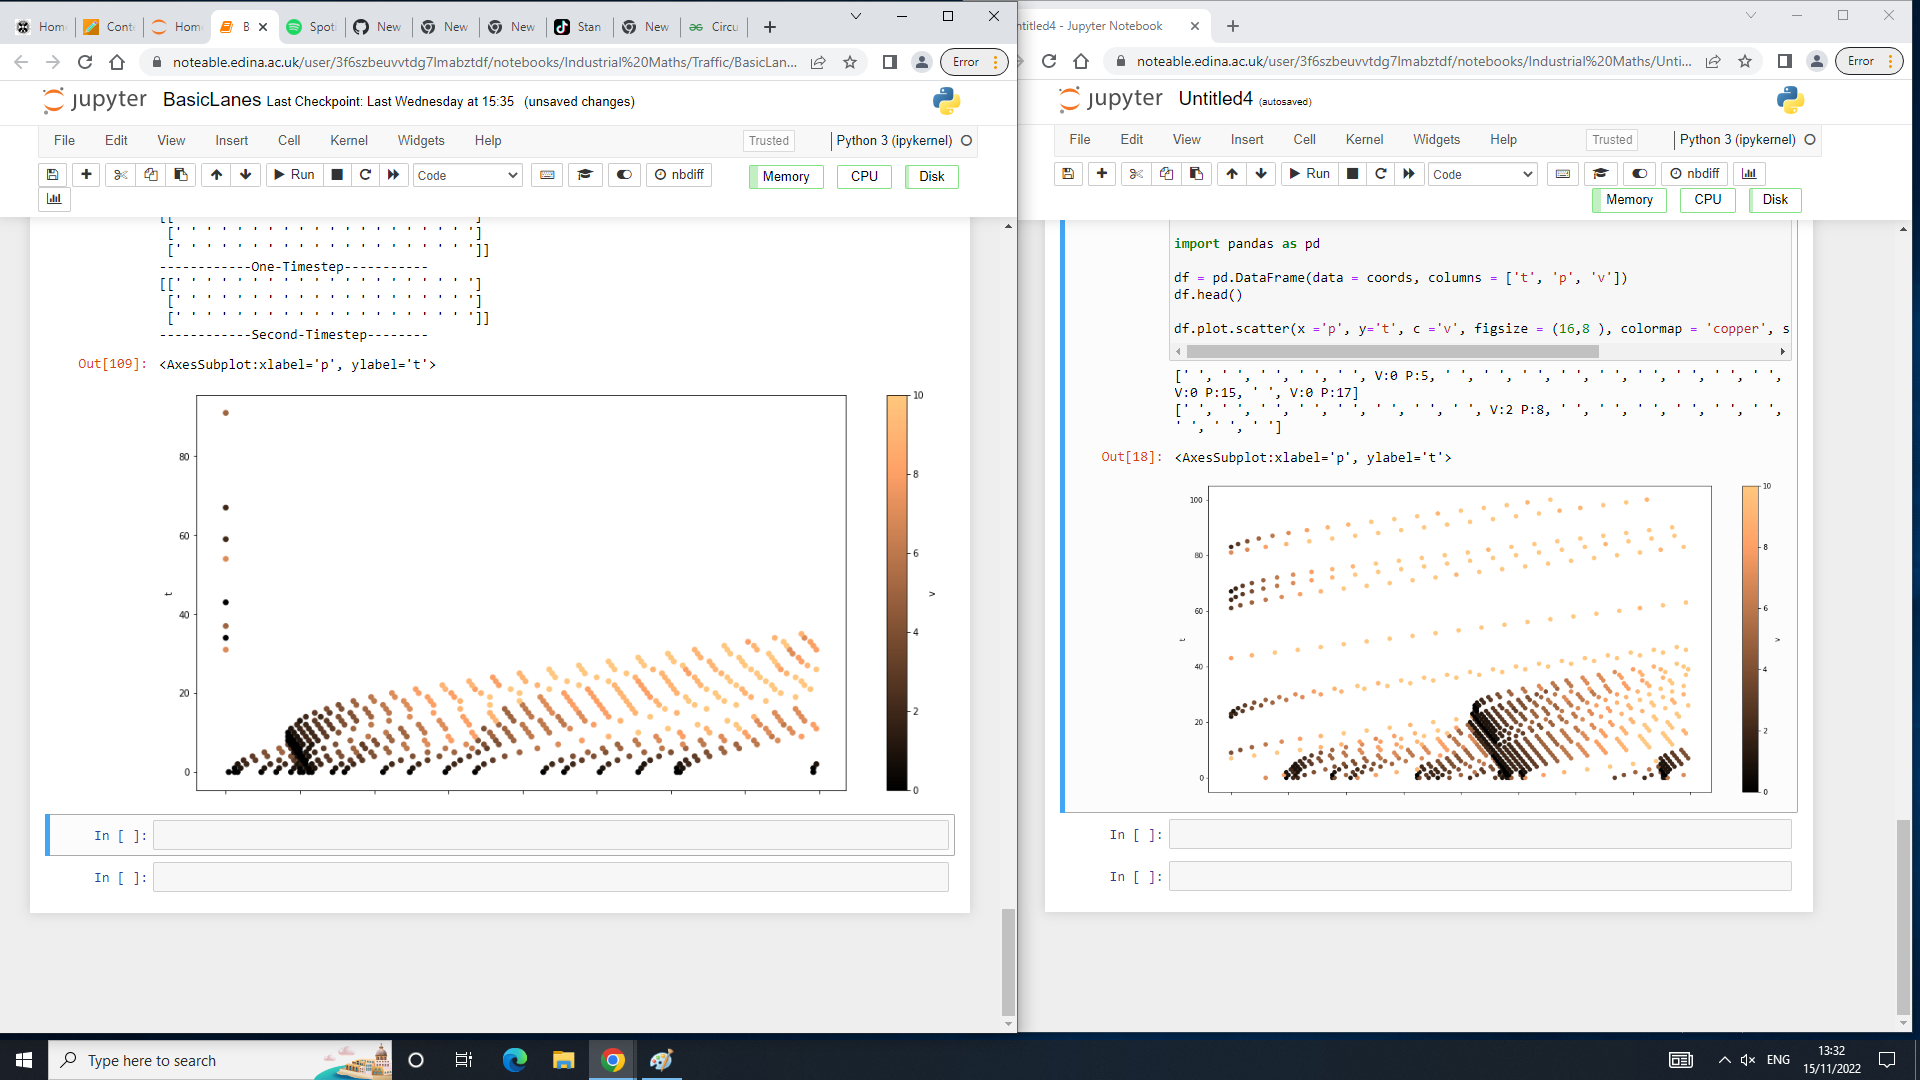 Home
Cont
Home
B
Spoti
New
New
New
Stan
New
Circu
noteable.edina.ac.uk/user/3f6szbeuvvtdg7lmabztdf/notebooks/Industrial%20Maths/Traffic/BasicLan...
Error
jupyter BasicLanes Last Checkpoint: Last Wednesday at 15:35 (unsaved changes)
File Edit View Insert Cell Kernel Widgets Help
Trusted
Python 3 (ipykernel)
Run
Code
nbdiff
Memory CPU Disk
[[' ' ' ' ' ' ' ' ' ' ' ' ' ' ' ' ' ' ' ']
[' ' ' ' ' ' ' ' ' ' ' ' ' ' ' ' ' ' ' ']
[' ' ' ' ' ' ' ' ' ' ' ' ' ' ' ' ' ' ' ']]
------------One-Timestep-----------
[[' ' ' ' ' ' ' ' ' ' ' ' ' ' ' ' ' ' ' ']
[' ' ' ' ' ' ' ' ' ' ' ' ' ' ' ' ' ' ' ']
[' ' ' ' ' ' ' ' ' ' ' ' ' ' ' ' ' ' ' ']]
------------Second-Timestep--------
Out[109]: <AxesSubplot:xlabel='p', ylabel='t'>
80
60
40
20
0
t
10
8
6
4
2
0
v
In [ ]:
In [ ]:
ntitled4 - Jupyter Notebook
noteable.edina.ac.uk/user/3f6szbeuvvtdg7lmabztdf/notebooks/Industrial%20Maths/Unti...
Error
jupyter Untitled4 (autosaved)
File Edit View Insert Cell Kernel Widgets Help
Trusted
Python 3 (ipykernel)
Run
Code
nbdiff
Memory CPU Disk
import pandas as pd
df = pd.DataFrame(data = coords, columns = ['t', 'p', 'v'])
df.head()
df.plot.scatter(x ='p', y='t', c ='v', figsize = (16,8 ), colormap = 'copper', s
[' ', ' ', ' ', ' ', ' ', V:0 P:5, ' ', ' ', ' ', ' ', ' ', ' ', ' ', ' ', ' ',
V:0 P:15, ' ', V:0 P:17]
[' ', ' ', ' ', ' ', ' ', ' ', ' ', ' ', V:2 P:8, ' ', ' ', ' ', ' ', ' ', ' ',
' ', ' ', ' ']
Out[18]: <AxesSubplot:xlabel='p', ylabel='t'>
100
80
60
40
20
0
t
10
8
6
4
2
0
v
In [ ]:
In [ ]:
Type here to search
ENG
13:32
15/11/2022